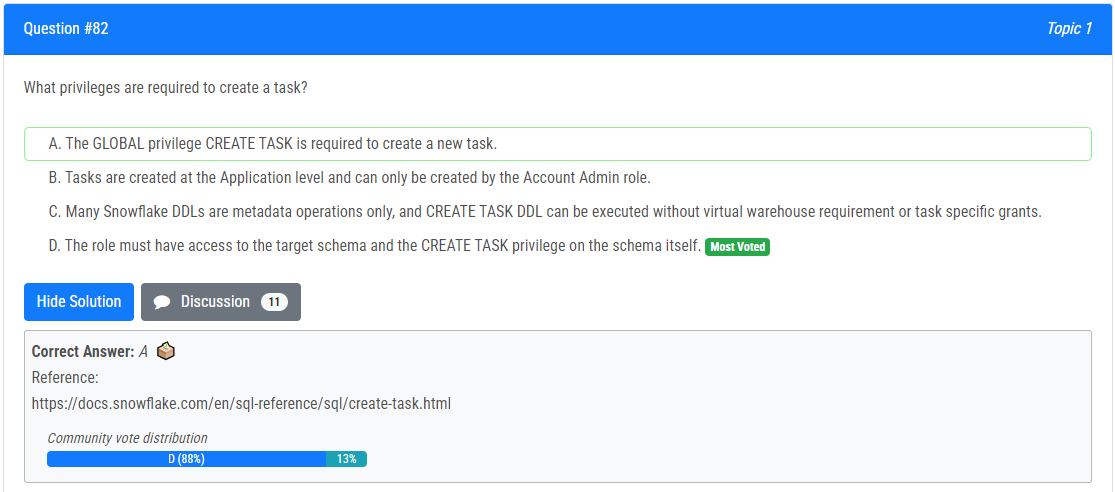 Question #82
Topic 1
What privileges are required to create a task?
A. The GLOBAL privilege CREATE TASK is required to create a new task.
B. Tasks are created at the Application level and can only be created by the Account Admin role.
C. Many Snowflake DDLs are metadata operations only, and CREATE TASK DDL can be executed without virtual warehouse requirement or task specific grants.
D. The role must have access to the target schema and the CREATE TASK privilege on the schema itself. Most Voted
Hide Solution
Discussion 11
Correct Answer: A
Reference:
https://docs.snowflake.com/en/sql-reference/sql/create-task.html
Community vote distribution
D (88%) 13%